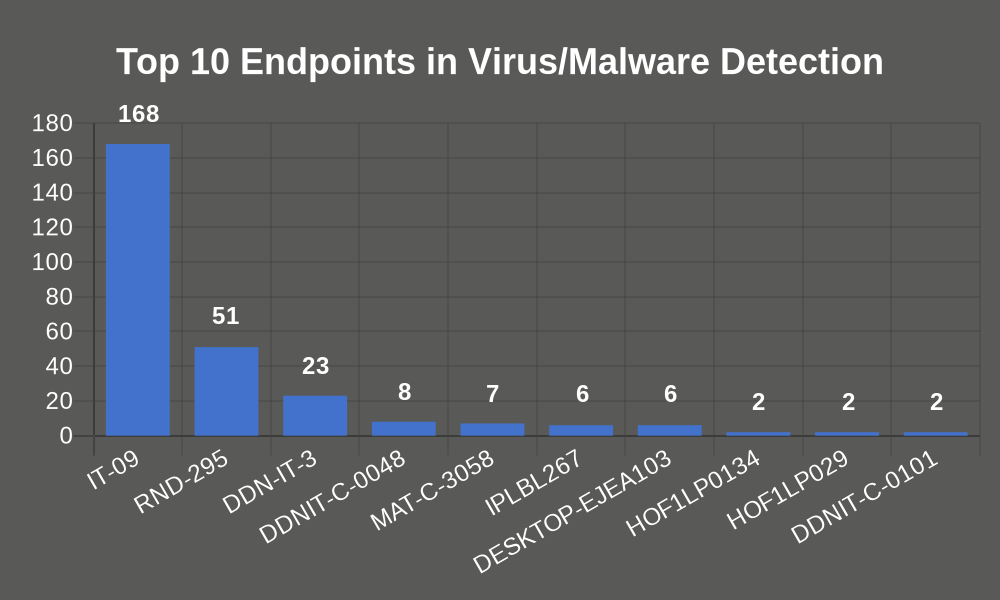 Top 10 Endpoints in Virus/Malware Detection
180
160
140
120
100
80
60
40
20
0
168
51
23
8
7
6
6
2
2
2
IT-09
RND-295
DDN-IT-3
DDNIT-C-0048
MAT-C-3058
IPLBL267
DESKTOP-EJEA103
HOF1LP0134
HOF1LP029
DDNIT-C-0101